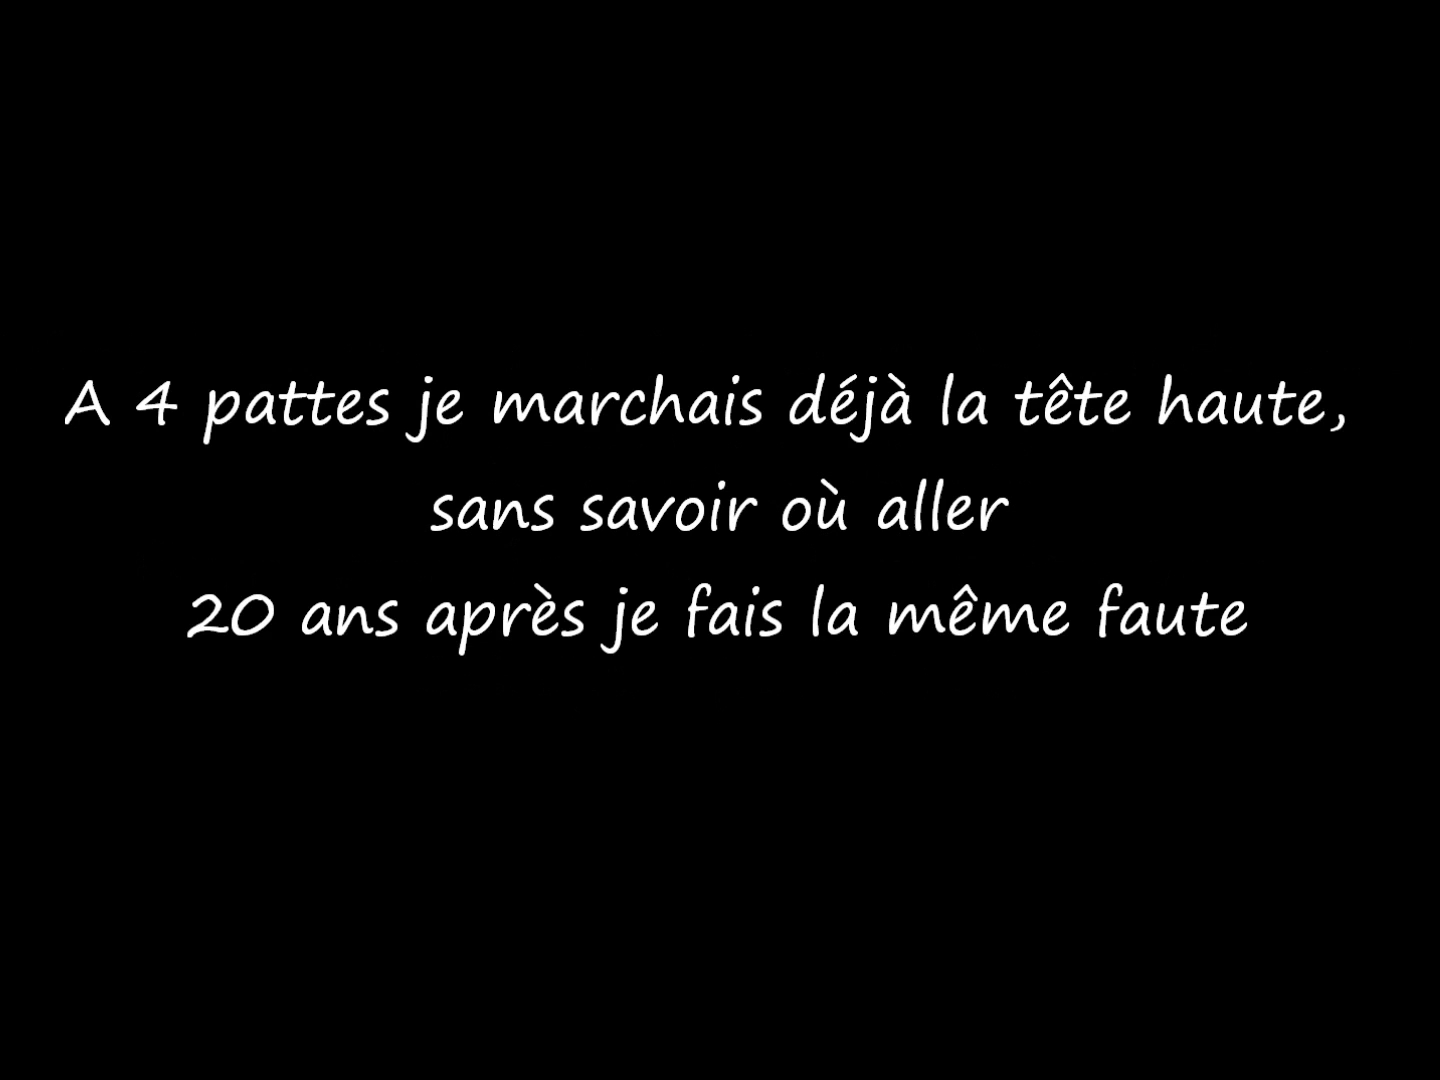 A 4 pattes je marchais déjà la tête haute,
sans savoir où aller
20 ans après je fais la même faute